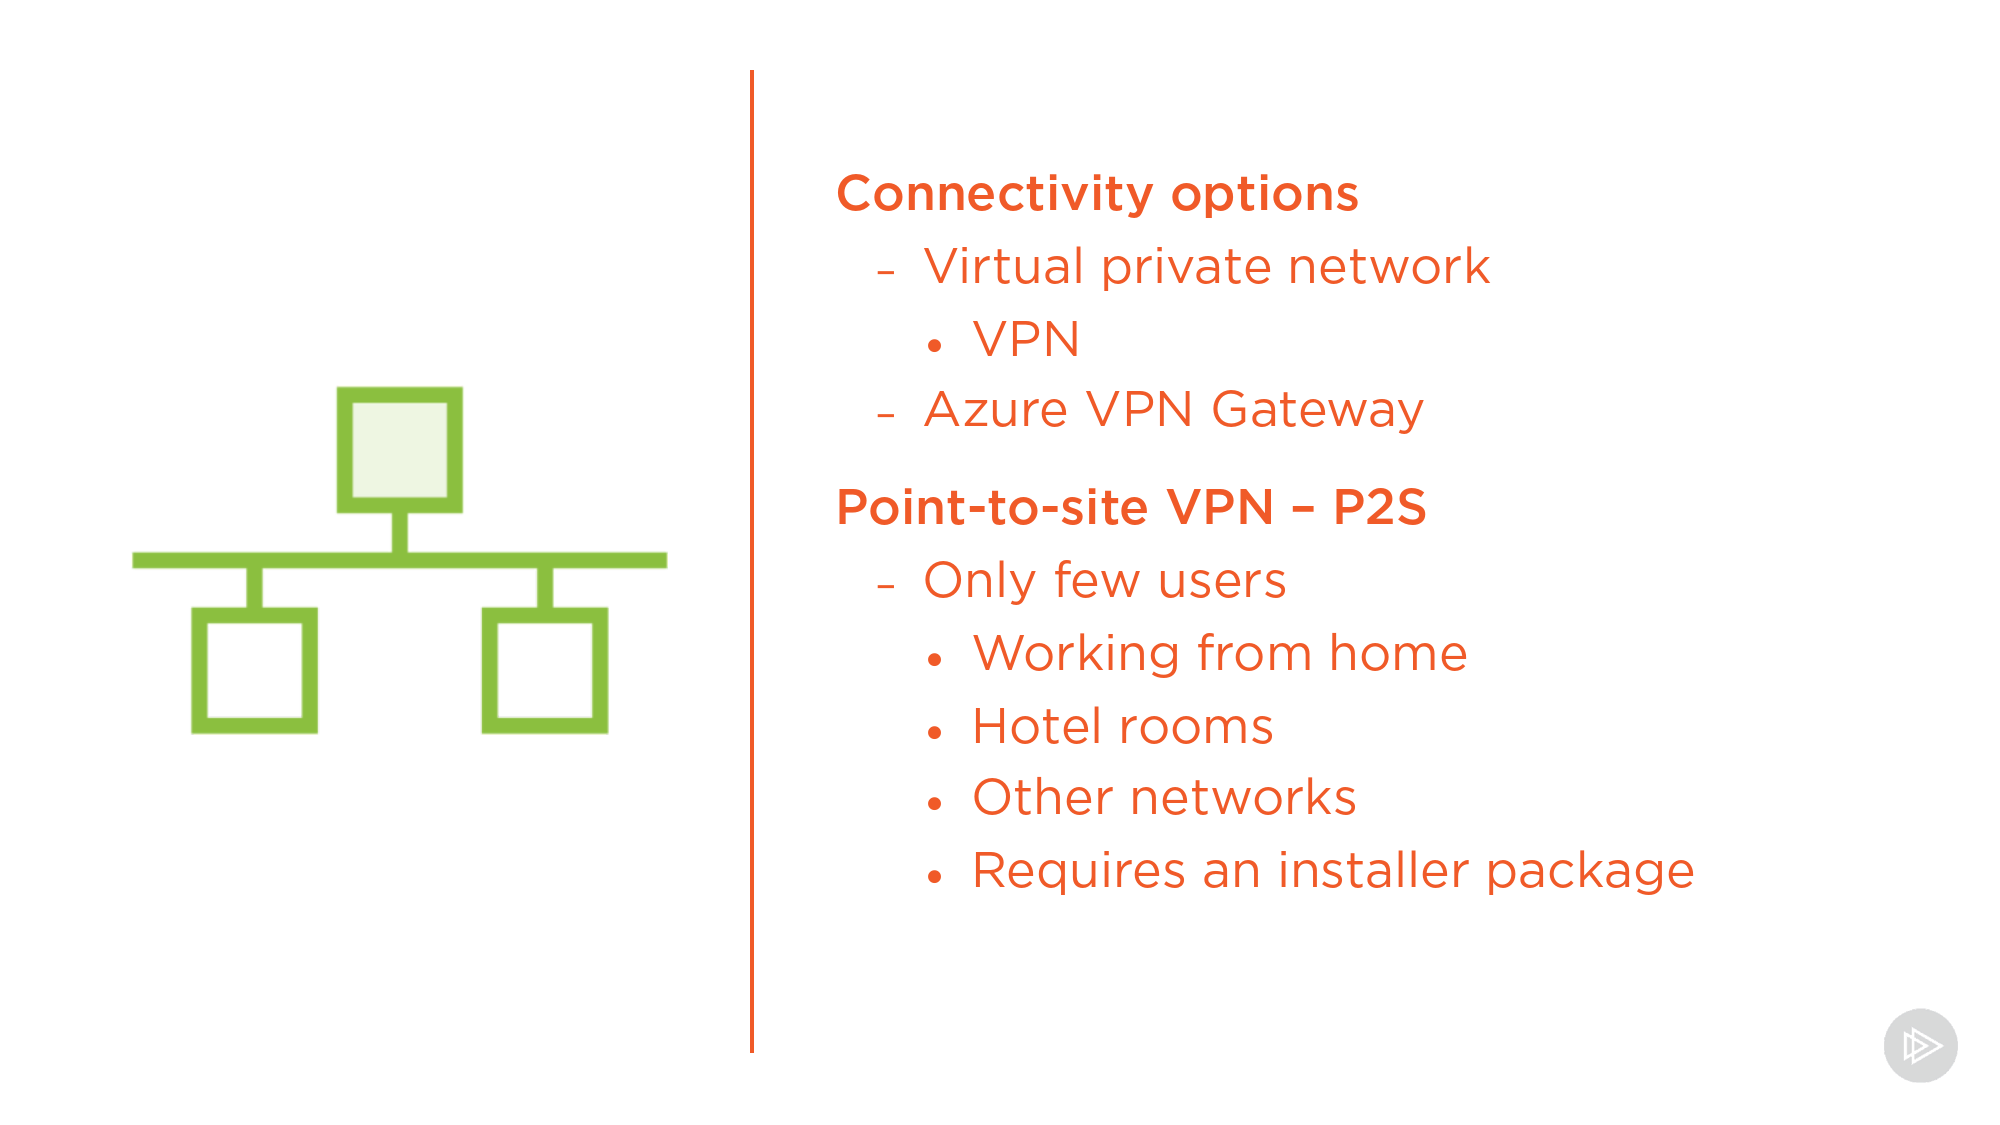 Connectivity options
– Virtual private network
• VPN
– Azure VPN Gateway
Point-to-site VPN – P2S
– Only few users
• Working from home
• Hotel rooms
• Other networks
• Requires an installer package